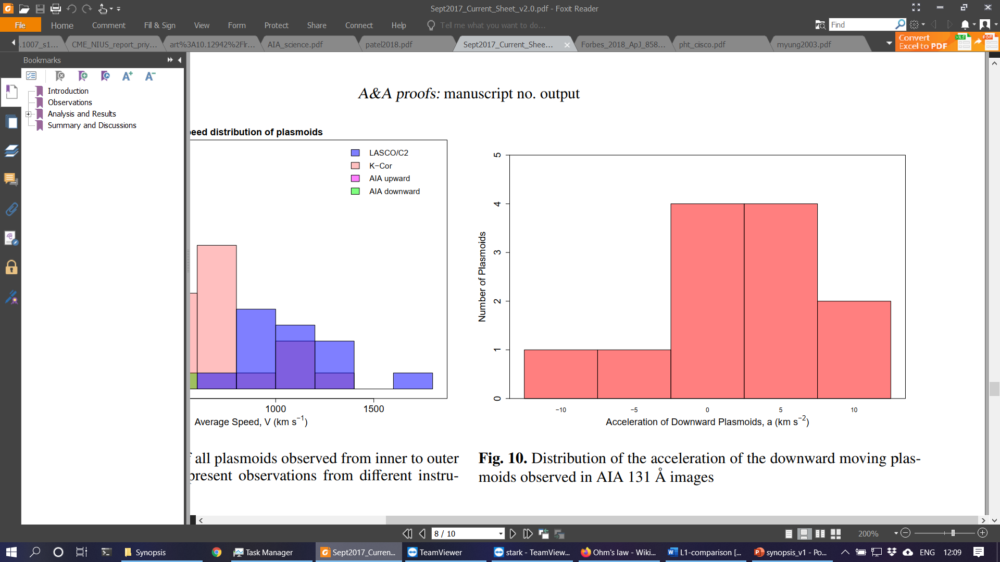 Sept2017_Current_Sheet_v2.0.pdf - Foxit Reader
File Home Comment Fill & Sign View Form Protect Share Connect Help Tell me what you want to do... Find
.1007_s1... CME_NIUS_report_priy... art%3A10.12942%2Flr... AIA_science.pdf patel2018.pdf Sept2017_Current_Shee... Forbes_2018_ApJ_858... pht_ciisco.pdf myung2003.pdf
Convert
Excel to PDF
Bookmarks
Introduction
Observations
Analysis and Results
Summary and Discussions
A&A proofs: manuscript no. output
eed distribution of plasmoids
LASCO/C2
K−Cor
AIA upward
AIA downward
1000 1500
Average Speed, V (km s⁻¹)
5
4
3
2
1
0
Number of Plasmoids
−10 −5 0 5 10
Acceleration of Downward Plasmoids, a (km s⁻²)
all plasmoids observed from inner to outer
present observations from different instru-
Fig. 10. Distribution of the acceleration of the downward moving plas-
moids observed in AIA 131 Å images
8 / 10
200%
Synopsis Task Manager Sept2017_Curren... TeamViewer stark - TeamView... Ohm's law - Wiki... L1-comparison [... synopsis_v1 - Po... ENG 12:09